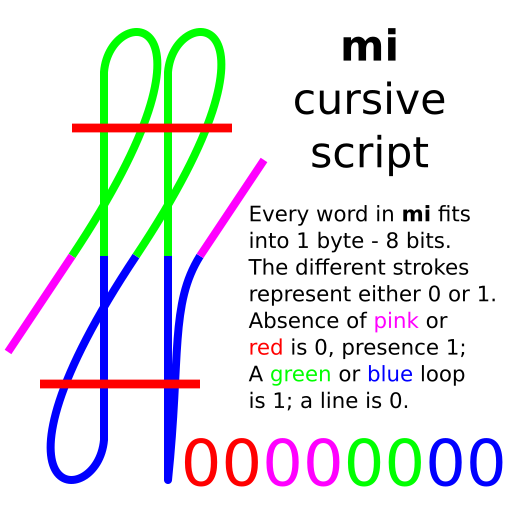 mi
cursive
script
Every word in mi fits
into 1 byte - 8 bits.
The different strokes
represent either 0 or 1.
Absence of pink or
red is 0, presence 1;
A green or blue loop
is 1; a line is 0.
00000000